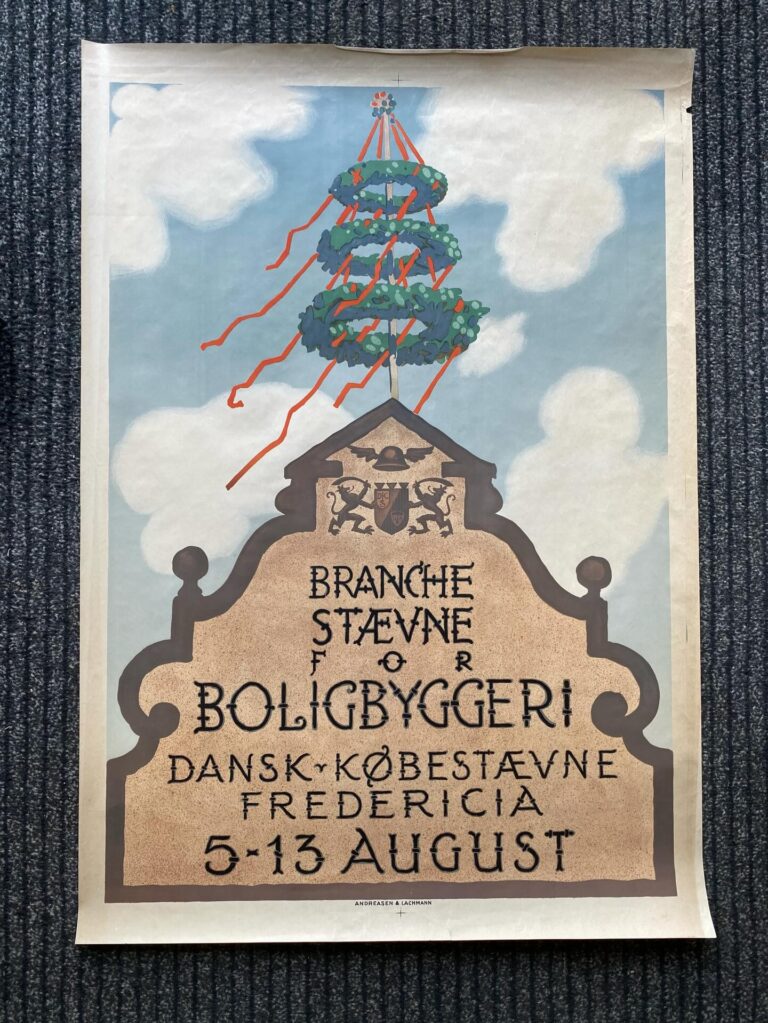 BRANCHE
STÆVNE
FOR
BOLIGBYGGERI
DANSK-KØBESTÆVNE
FREDERICIA
5-13 AUGUST
ANDREASEN & LACHMANN